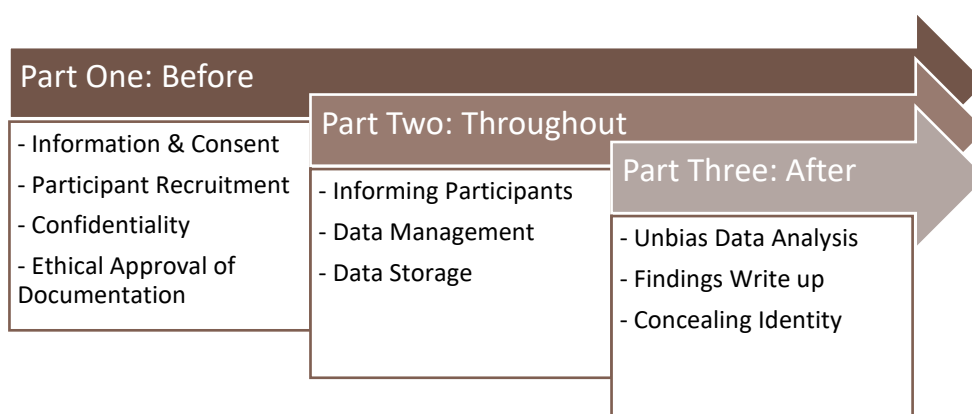 Part One: Before
- Information & Consent
- Participant Recruitment
- Confidentiality
- Ethical Approval of
Documentation
Part Two: Throughout
- Informing Participants
- Data Management
- Data Storage
Part Three: After
- Unbias Data Analysis
- Findings Write up
- Concealing Identity